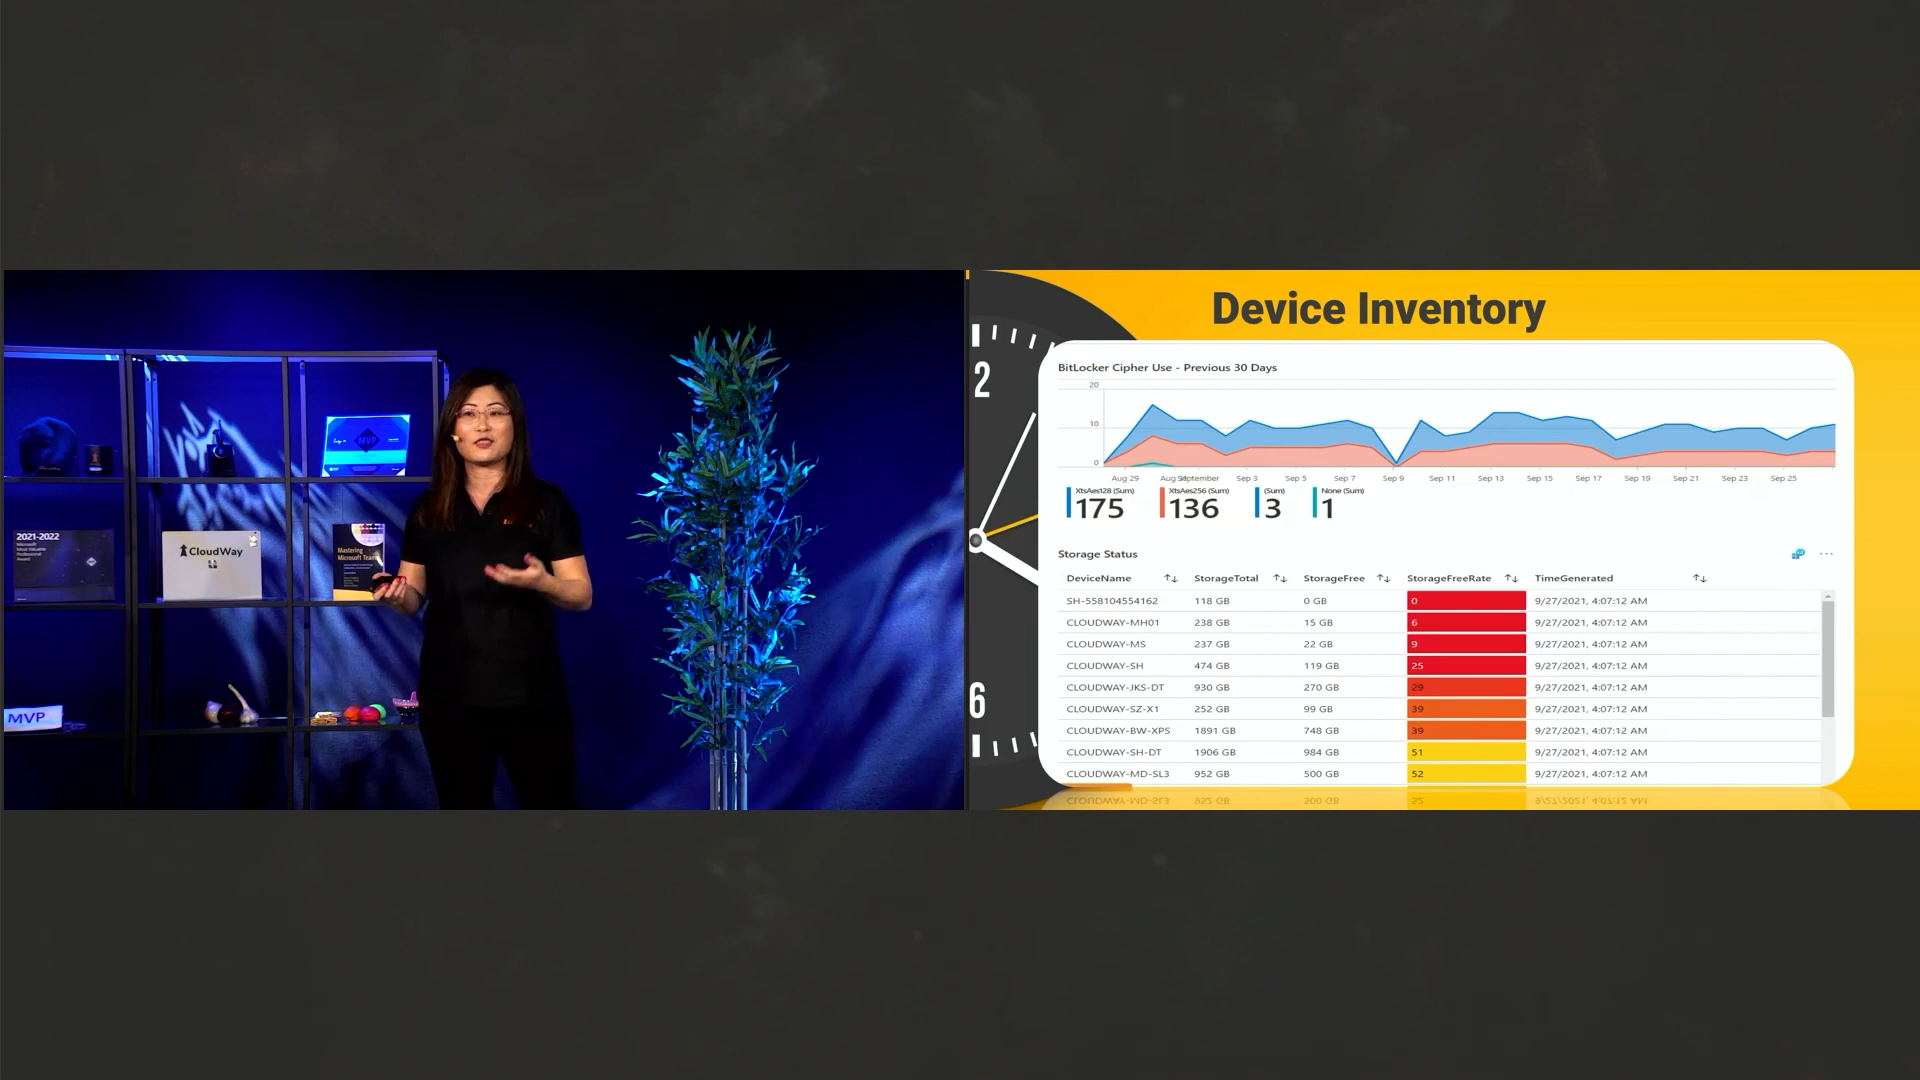 MVP
2021-2022
Microsoft
Most Valuable
Professional
Award
CloudWay
Mastering
Microsoft Teams
MVP
Device Inventory
2
6
BitLocker Cipher Use - Previous 30 Days
20
10
0
Aug 29
September
Sep 3
Sep 5
Sep 7
Sep 9
Sep 11
Sep 13
Sep 15
Sep 17
Sep 19
Sep 21
Sep 23
Sep 25
XtsAes128 (Sum)
175
XtsAes256 (Sum)
136
(Sum)
3
None (Sum)
1
Storage Status
DeviceName StorageTotal StorageFree StorageFreeRate TimeGenerated
SH-558104554162 118 GB 0 GB 0 9/27/2021, 4:07:12 AM
CLOUDWAY-MH01 238 GB 15 GB 6 9/27/2021, 4:07:12 AM
CLOUDWAY-MS 237 GB 22 GB 9 9/27/2021, 4:07:12 AM
CLOUDWAY-SH 474 GB 119 GB 25 9/27/2021, 4:07:12 AM
CLOUDWAY-JKS-DT 930 GB 270 GB 29 9/27/2021, 4:07:12 AM
CLOUDWAY-SZ-X1 252 GB 99 GB 39 9/27/2021, 4:07:12 AM
CLOUDWAY-BW-XPS 1891 GB 748 GB 39 9/27/2021, 4:07:12 AM
CLOUDWAY-SH-DT 1906 GB 984 GB 51 9/27/2021, 4:07:12 AM
CLOUDWAY-MD-SL3 952 GB 500 GB 52 9/27/2021, 4:07:12 AM